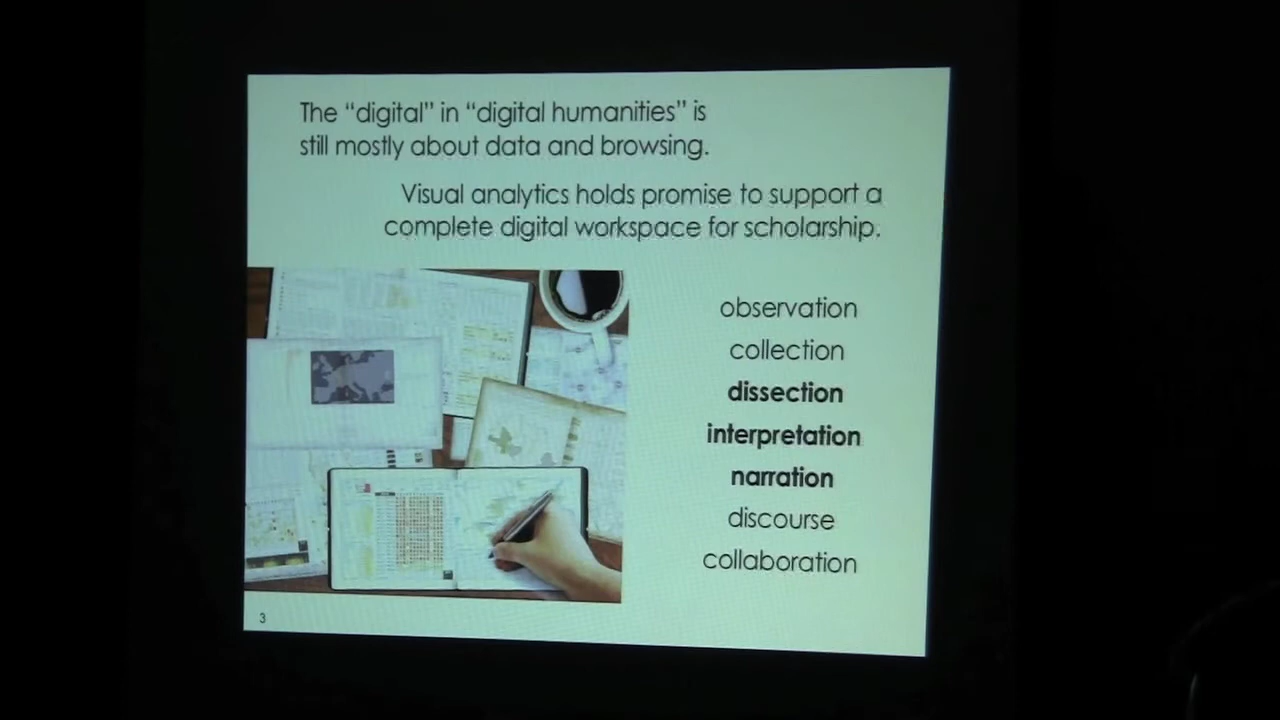 The “digital” in “digital humanities” is
still mostly about data and browsing.
Visual analytics holds promise to support a
complete digital workspace for scholarship.
observation
collection
dissection
interpretation
narration
discourse
collaboration
3